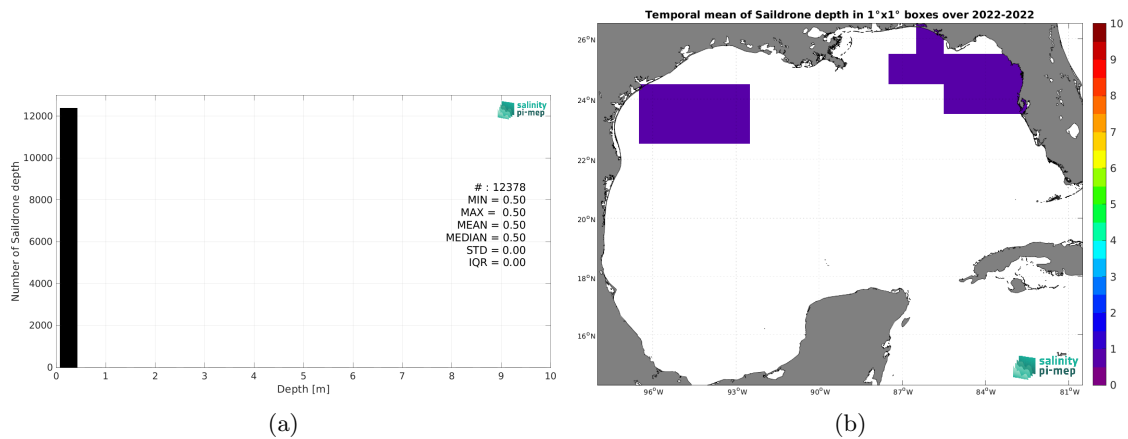 salinity
pi-mep
12000
10000
8000
6000
4000
2000
0
Number of Saildrone depth
# : 12378
MIN = 0.50
MAX = 0.50
MEAN = 0.50
MEDIAN = 0.50
STD = 0.00
IQR = 0.00
0 1 2 3 4 5 6 7 8 9 10
Depth [m]
(a)
Temporal mean of Saildrone depth in 1°x1° boxes over 2022-2022
26°N
24°N
22°N
20°N
18°N
16°N
96°W 93°W 90°W 87°W 84°W 81°W
salinity
pi-mep
10
9
8
7
6
5
4
3
2
1
0
(b)